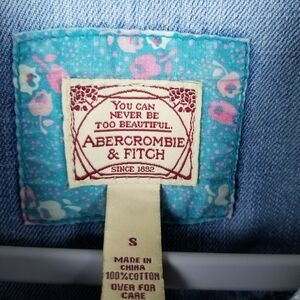 YOU CAN
NEVER BE
TOO BEAUTIFUL.
ABERCROMBIE
& FITCH
SINCE 1892
S
MADE IN
CHINA
100%COTTON
OVER FOR
CARE